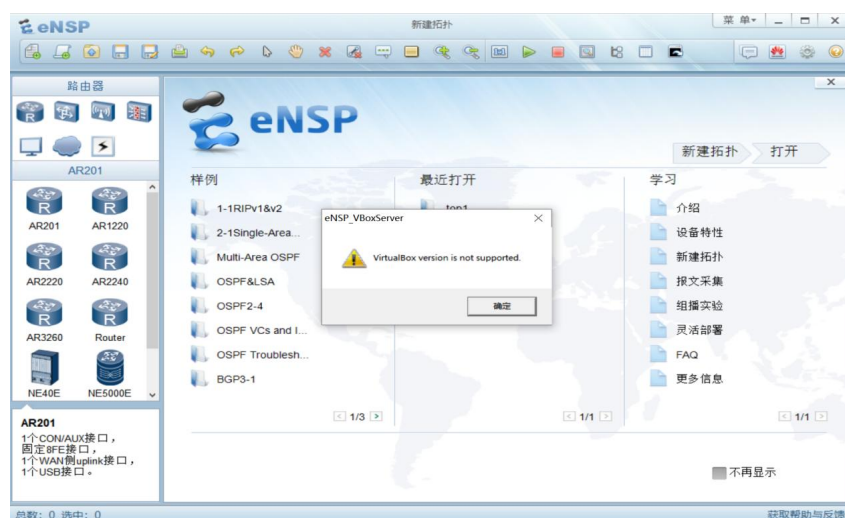 eNSP
新建拓扑
菜 单
路由器
AR201
AR201
AR1220
AR2220
AR2240
AR3260
Router
NE40E
NE5000E
AR201
1个CON/AUX接口，
固定8FE接口，
1个WAN侧uplink接口，
1个USB接口。
eNSP
新建拓扑
打开
样例
1-1RIPv1&v2
2-1Single-Area...
Multi-Area OSPF
OSPF&LSA
OSPF2-4
OSPF VCs and I...
OSPF Troublesh...
BGP3-1
1/3
最近打开
top1
1/1
eNSP_VBoxServer
VirtualBox version is not supported.
确定
学习
介绍
设备特性
新建拓扑
报文采集
组播实验
灵活部署
FAQ
更多信息
1/1
不再显示
总数: 0 选中: 0
获取帮助与反馈